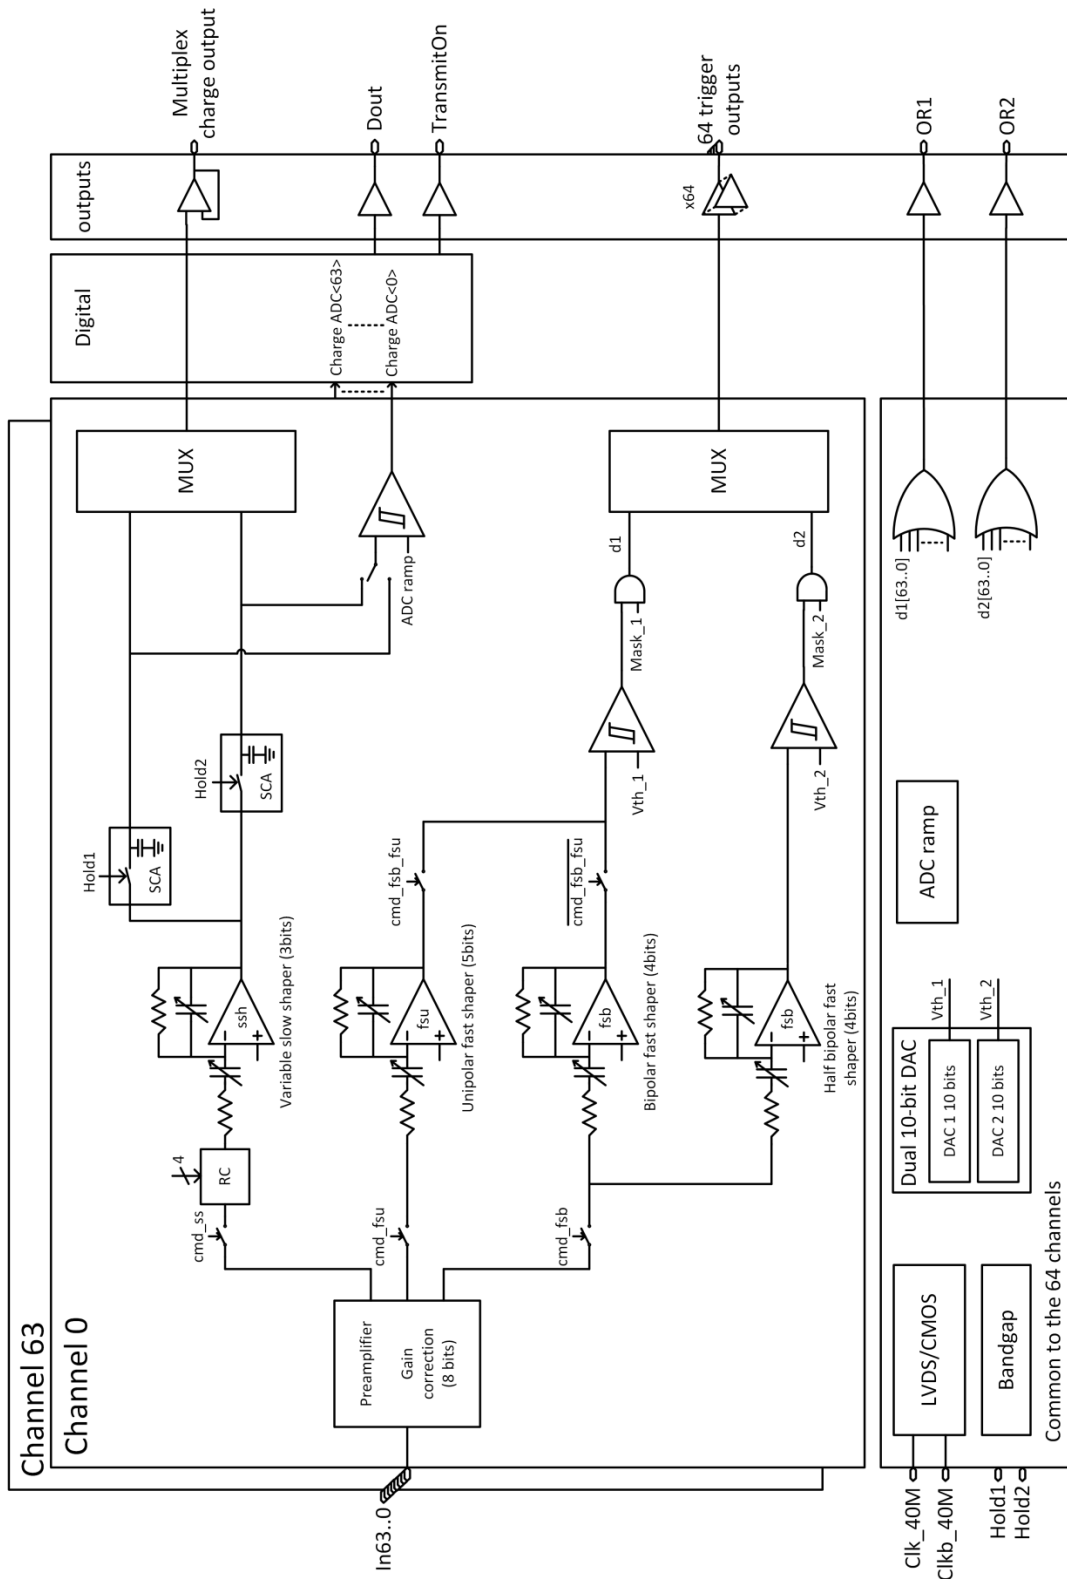 Channel 63
Channel 0
In63..0
Preamplifier
Gain
correction
(8 bits)
cmd_ss
4
RC
ssh
Variable slow shaper (3bits)
Hold1
SCA
Hold2
SCA
MUX
cmd_fsu
fsu
Unipolar fast shaper (5bits)
cmd_fsb_fsu
ADC ramp
cmd_fsb
fsb
Bipolar fast shaper (4bits)
cmd_fsb_fsu
Vth_1
Mask_1
d1
fsb
Half bipolar fast
shaper (4bits)
Vth_2
Mask_2
d2
MUX
Digital
Charge ADC<63>
Charge ADC<0>
outputs
Multiplex
charge output
Dout
TransmitOn
x64
64 trigger
outputs
OR1
OR2
Clk_40M
Clkb_40M
Hold1
Hold2
LVDS/CMOS
Bandgap
Dual 10-bit DAC
DAC 1 10 bits
DAC 2 10 bits
Vth_1
Vth_2
ADC ramp
d1[63..0]
d2[63..0]
Common to the 64 channels